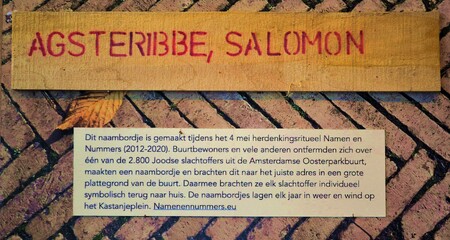 AGSTERIBBE, SALOMON
Dit naambordje is gemaakt tijdens het 4 mei herdenkingsritueel Namen en
Nummers (2012-2020). Buurtbewoners en vele anderen ontfermden zich over
één van de 2.800 Joodse slachtoffers uit de Amsterdamse Oosterparkbuurt,
maakten een naambordje en brachten dit naar het juiste adres in een grote
plattegrond van de buurt. Daarmee brachten ze elk slachtoffer individueel
symbolisch terug naar huis. De naambordjes lagen elk jaar in weer en wind op
het Kastanjeplein. Namenennummers.eu